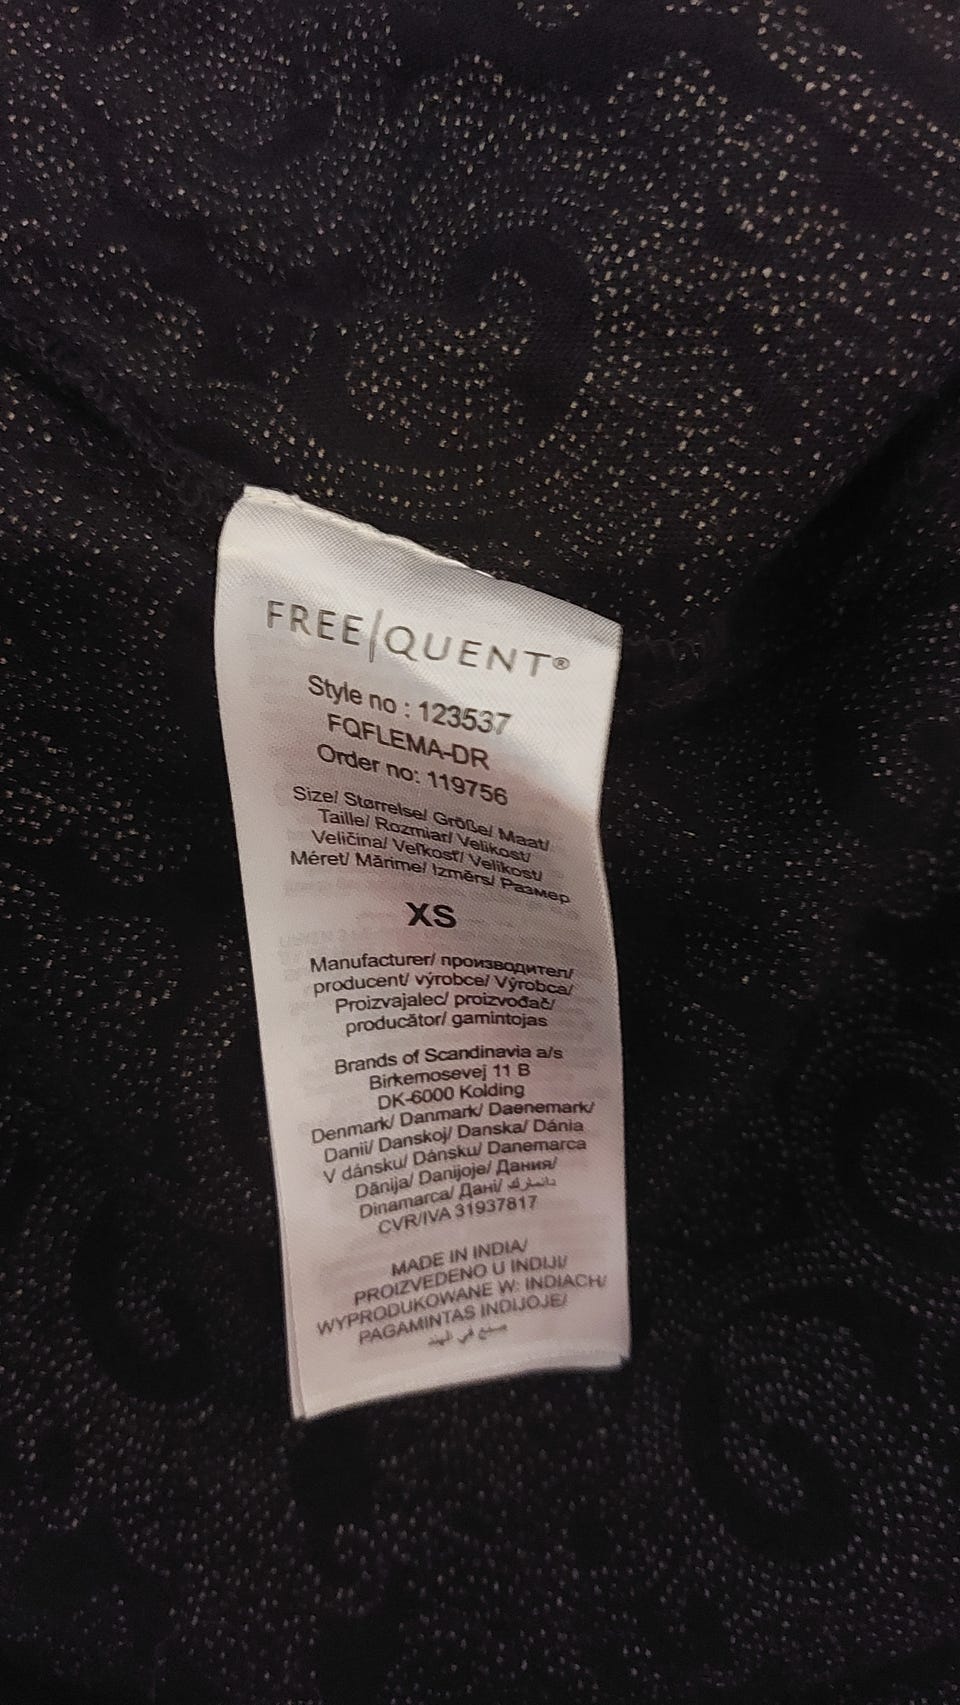 FREE|QUENT®
Style no : 123537
FQFLEMA-DR
Order no: 119756
Size/ Størrelse/ Größe/ Maat/
Taille/ Rozmiar/ Velikost/
Veličina/ Veľkosť/ Velikost/
Méret/ Mărime/ Izmērs/ Размер
XS
Manufacturer/ производител/
producent/ výrobce/ Výrobca/
Proizvajalec/ proizvođač/
producător/ gamintojas
Brands of Scandinavia a/s
Birkemosevej 11 B
DK-6000 Kolding
Denmark/ Danmark/ Daenemark/
Danii/ Danskoj/ Danska/ Dánia
V dánsku/ Dánsku/ Danemarca
Dānija/ Danijoje/ Дания/
Dinamarca/ Дані/ دانمارك
CVR/IVA 31937817
MADE IN INDIA/
PROIZVEDENO U INDIJI/
WYPRODUKOWANE W: INDIACH/
PAGAMINTAS INDIJOJE/
صنع في الهند